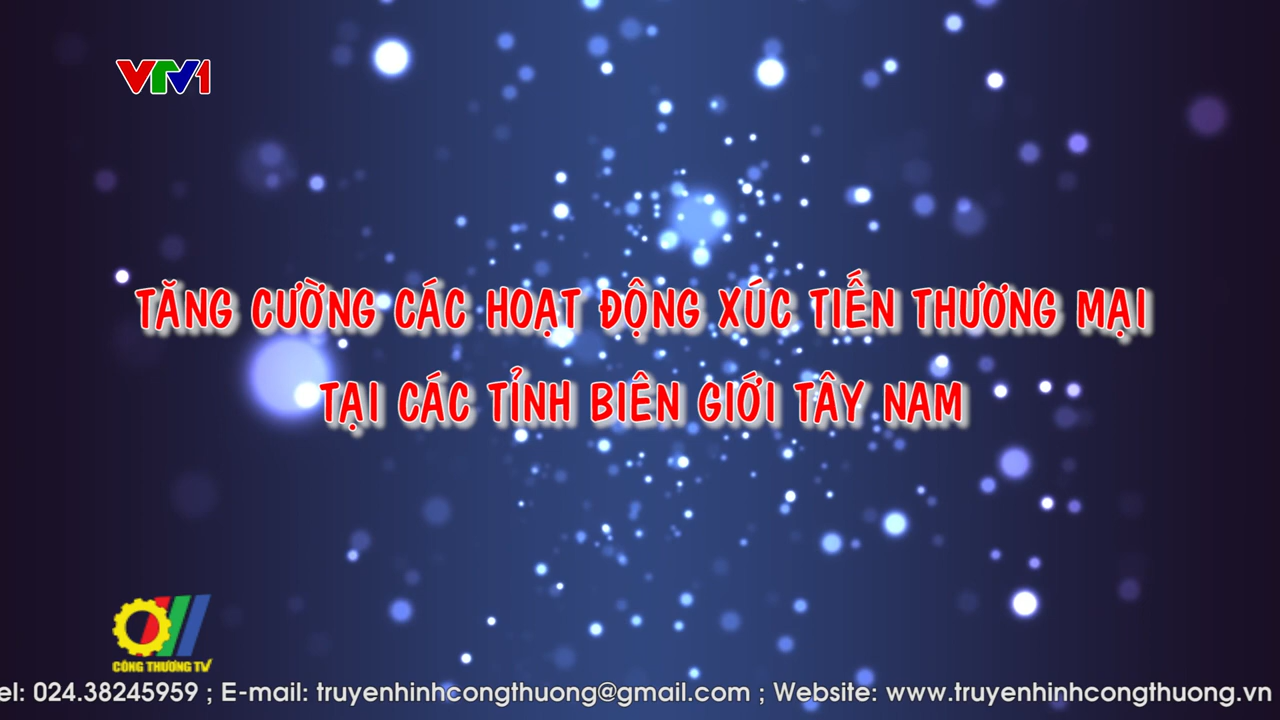 VTV1
TĂNG CƯỜNG CÁC HOẠT ĐỘNG XÚC TIẾN THƯƠNG MẠI
TẠI CÁC TỈNH BIÊN GIỚI TÂY NAM
CÔNG THƯƠNG TV
el: 024.38245959 ; E-mail: truyenhinhcongthuong@gmail.com ; Website: www.truyenhinhcongthuong.vn